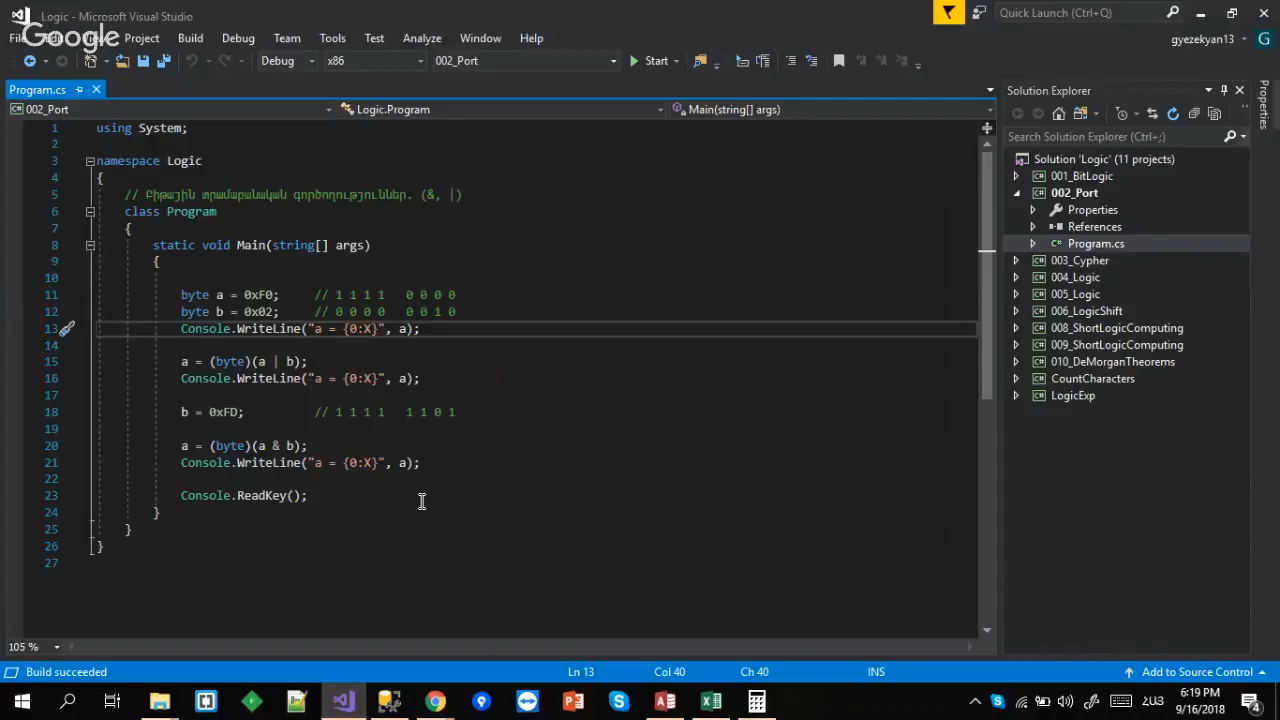 Logic - Microsoft Visual Studio
Quick Launch (Ctrl+Q)
Google
Project Build Debug Team Tools Test Analyze Window Help
gyezekyan13 G
Debug x86 002_Port Start
Program.cs
002_Port Logic.Program Main(string[] args)
1 using System;
2
3 namespace Logic
4 {
5 // Բիթային տրամաբանական գործողություններ. (&, |)
6 class Program
7 {
8 static void Main(string[] args)
9 {
10
11 byte a = 0xF0; // 1 1 1 1 0 0 0 0
12 byte b = 0x02; // 0 0 0 0 0 0 1 0
13 Console.WriteLine("a = {0:X}", a);
14
15 a = (byte)(a | b);
16 Console.WriteLine("a = {0:X}", a);
17
18 b = 0xFD; // 1 1 1 1 1 1 0 1
19
20 a = (byte)(a & b);
21 Console.WriteLine("a = {0:X}", a);
22
23 Console.ReadKey();
24 }
25 }
26 }
27
105 %
Solution Explorer
Search Solution Explorer (Ctrl+;)
Solution 'Logic' (11 projects)
001_BitLogic
002_Port
Properties
References
C# Program.cs
003_Cypher
004_Logic
005_Logic
006_LogicShift
008_ShortLogicComputing
009_ShortLogicComputing
010_DeMorganTheorems
CountCharacters
LogicExp
Properties
Build succeeded Ln 13 Col 40 Ch 40 INS Add to Source Control
ՀԱՅ 6:19 PM
9/16/2018 4